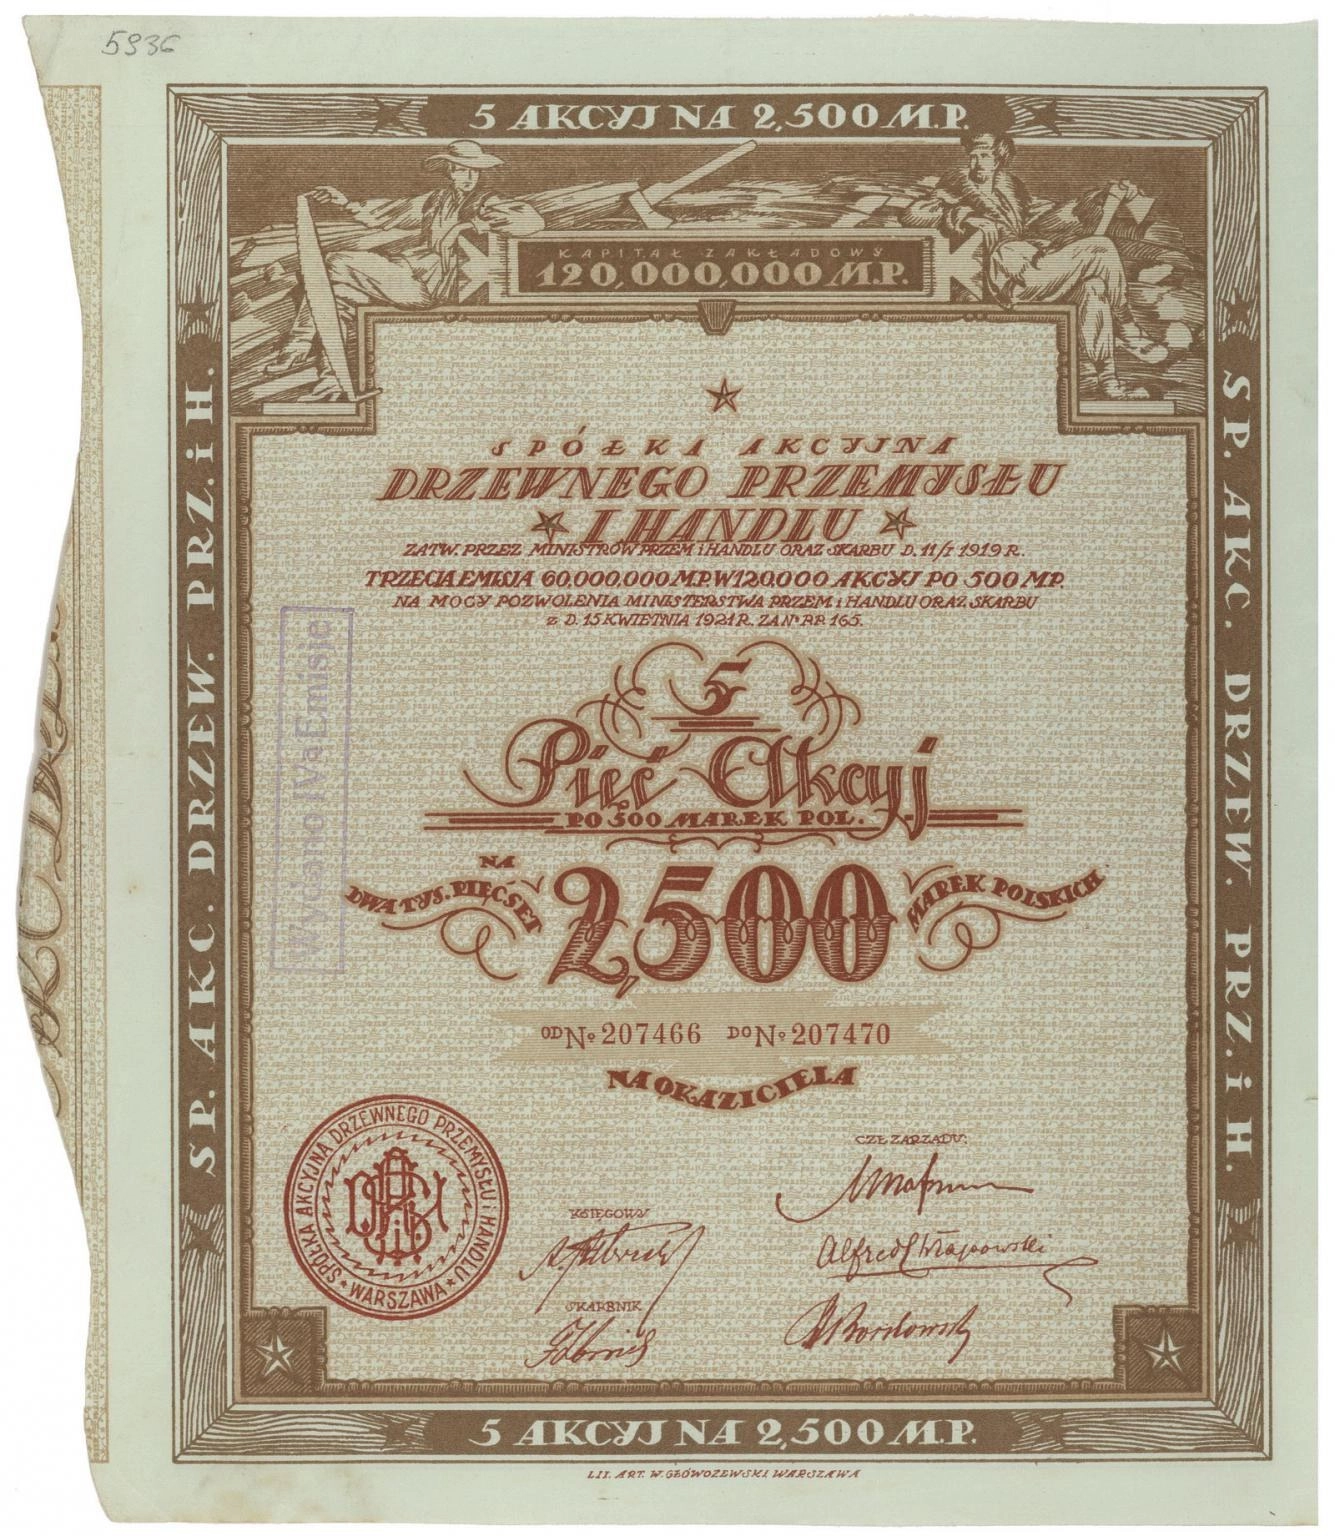 5936
5 AKCYJ NA 2,500 M.P.
KAPITAŁ ZAKŁADOWY
120,000,000 M.P.
SP. AKC. DRZEW. PRZ. i H.
SP. AKC. DRZEW. PRZ. i H.
SPÓŁKA AKCYJNA
DRZEWNEGO PRZEMYSŁU
I HANDLU
ZATW. PRZEZ MINISTRÓW PRZEM i HANDLU ORAZ SKARBU D. 11/I 1919 R.
TRZECIA EMISJA 60,000,000 M.P. W 120,000 AKCYJ PO 500 M.P.
NA MOCY POZWOLENIA MINISTERSTWA PRZEM i HANDLU ORAZ SKARBU
z D. 15 KWIETNIA 1921 R. ZA Nº RP. 165.
Wydano IVa Emisję
5
Pięć Akcyj
PO 500 MAREK POL.
NA
DWA TYS. PIĘĆSET 2,500 MAREK POLSKICH
OD Nº 207466 DO Nº 207470
NA OKAZICIELA
SPÓŁKA AKCYJNA DRZEWNEGO PRZEMYSŁU i HANDLU
WARSZAWA
CZŁ. ZARZĄDU:
KSIĘGOWY
SKARBNIK
5 AKCYJ NA 2,500 M.P.
LIT. ART. W. GŁÓWCZEWSKI WARSZAWA